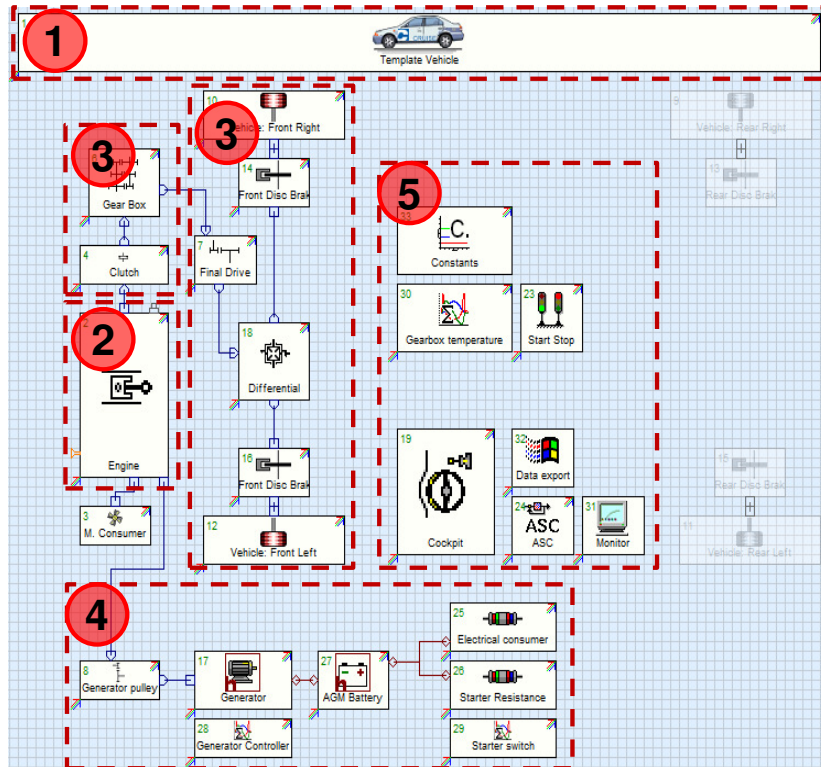 1
CRUISE
Template Vehicle
1
10
Vehicle: Front Right
9
Vehicle: Rear Right
3
3
14
Front Disc Brak
13
Rear Disc Brak
Gear Box
5
33
C.
Constants
4
Clutch
7
Final Drive
30
Gearbox temperature
23
Start Stop
2
2
18
Differential
Engine
16
Front Disc Brak
19
Cockpit
32
Data export
15
Rear Disc Brak
3
M. Consumer
12
Vehicle: Front Left
24
ASC
ASC
31
Monitor
11
Vehicle: Rear Left
4
25
Electrical consumer
8
Generator pulley
17
Generator
27
AGM Battery
26
Starter Resistance
28
Generator Controller
29
Starter switch